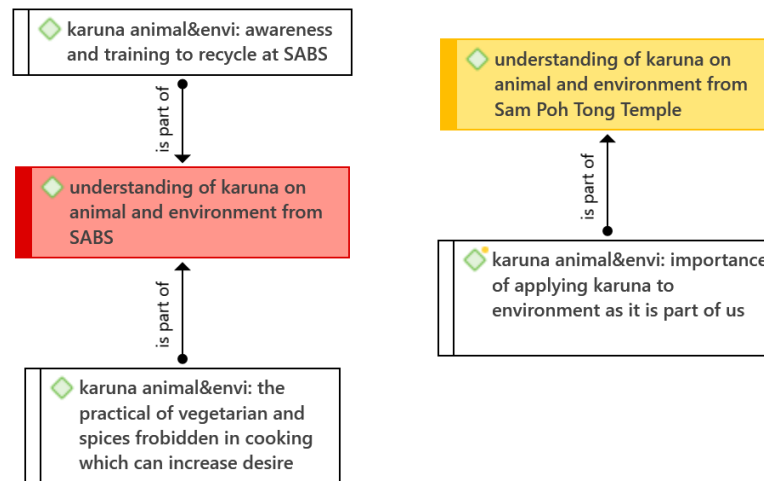 karuna animal&envi: awareness
and training to recycle at SABS
is part of
understanding of karuna on
animal and environment from
SABS
is part of
karuna animal&envi: the
practical of vegetarian and
spices frobidden in cooking
which can increase desire
understanding of karuna on
animal and environment from
Sam Poh Tong Temple
is part of
karuna animal&envi: importance
of applying karuna to
environment as it is part of us